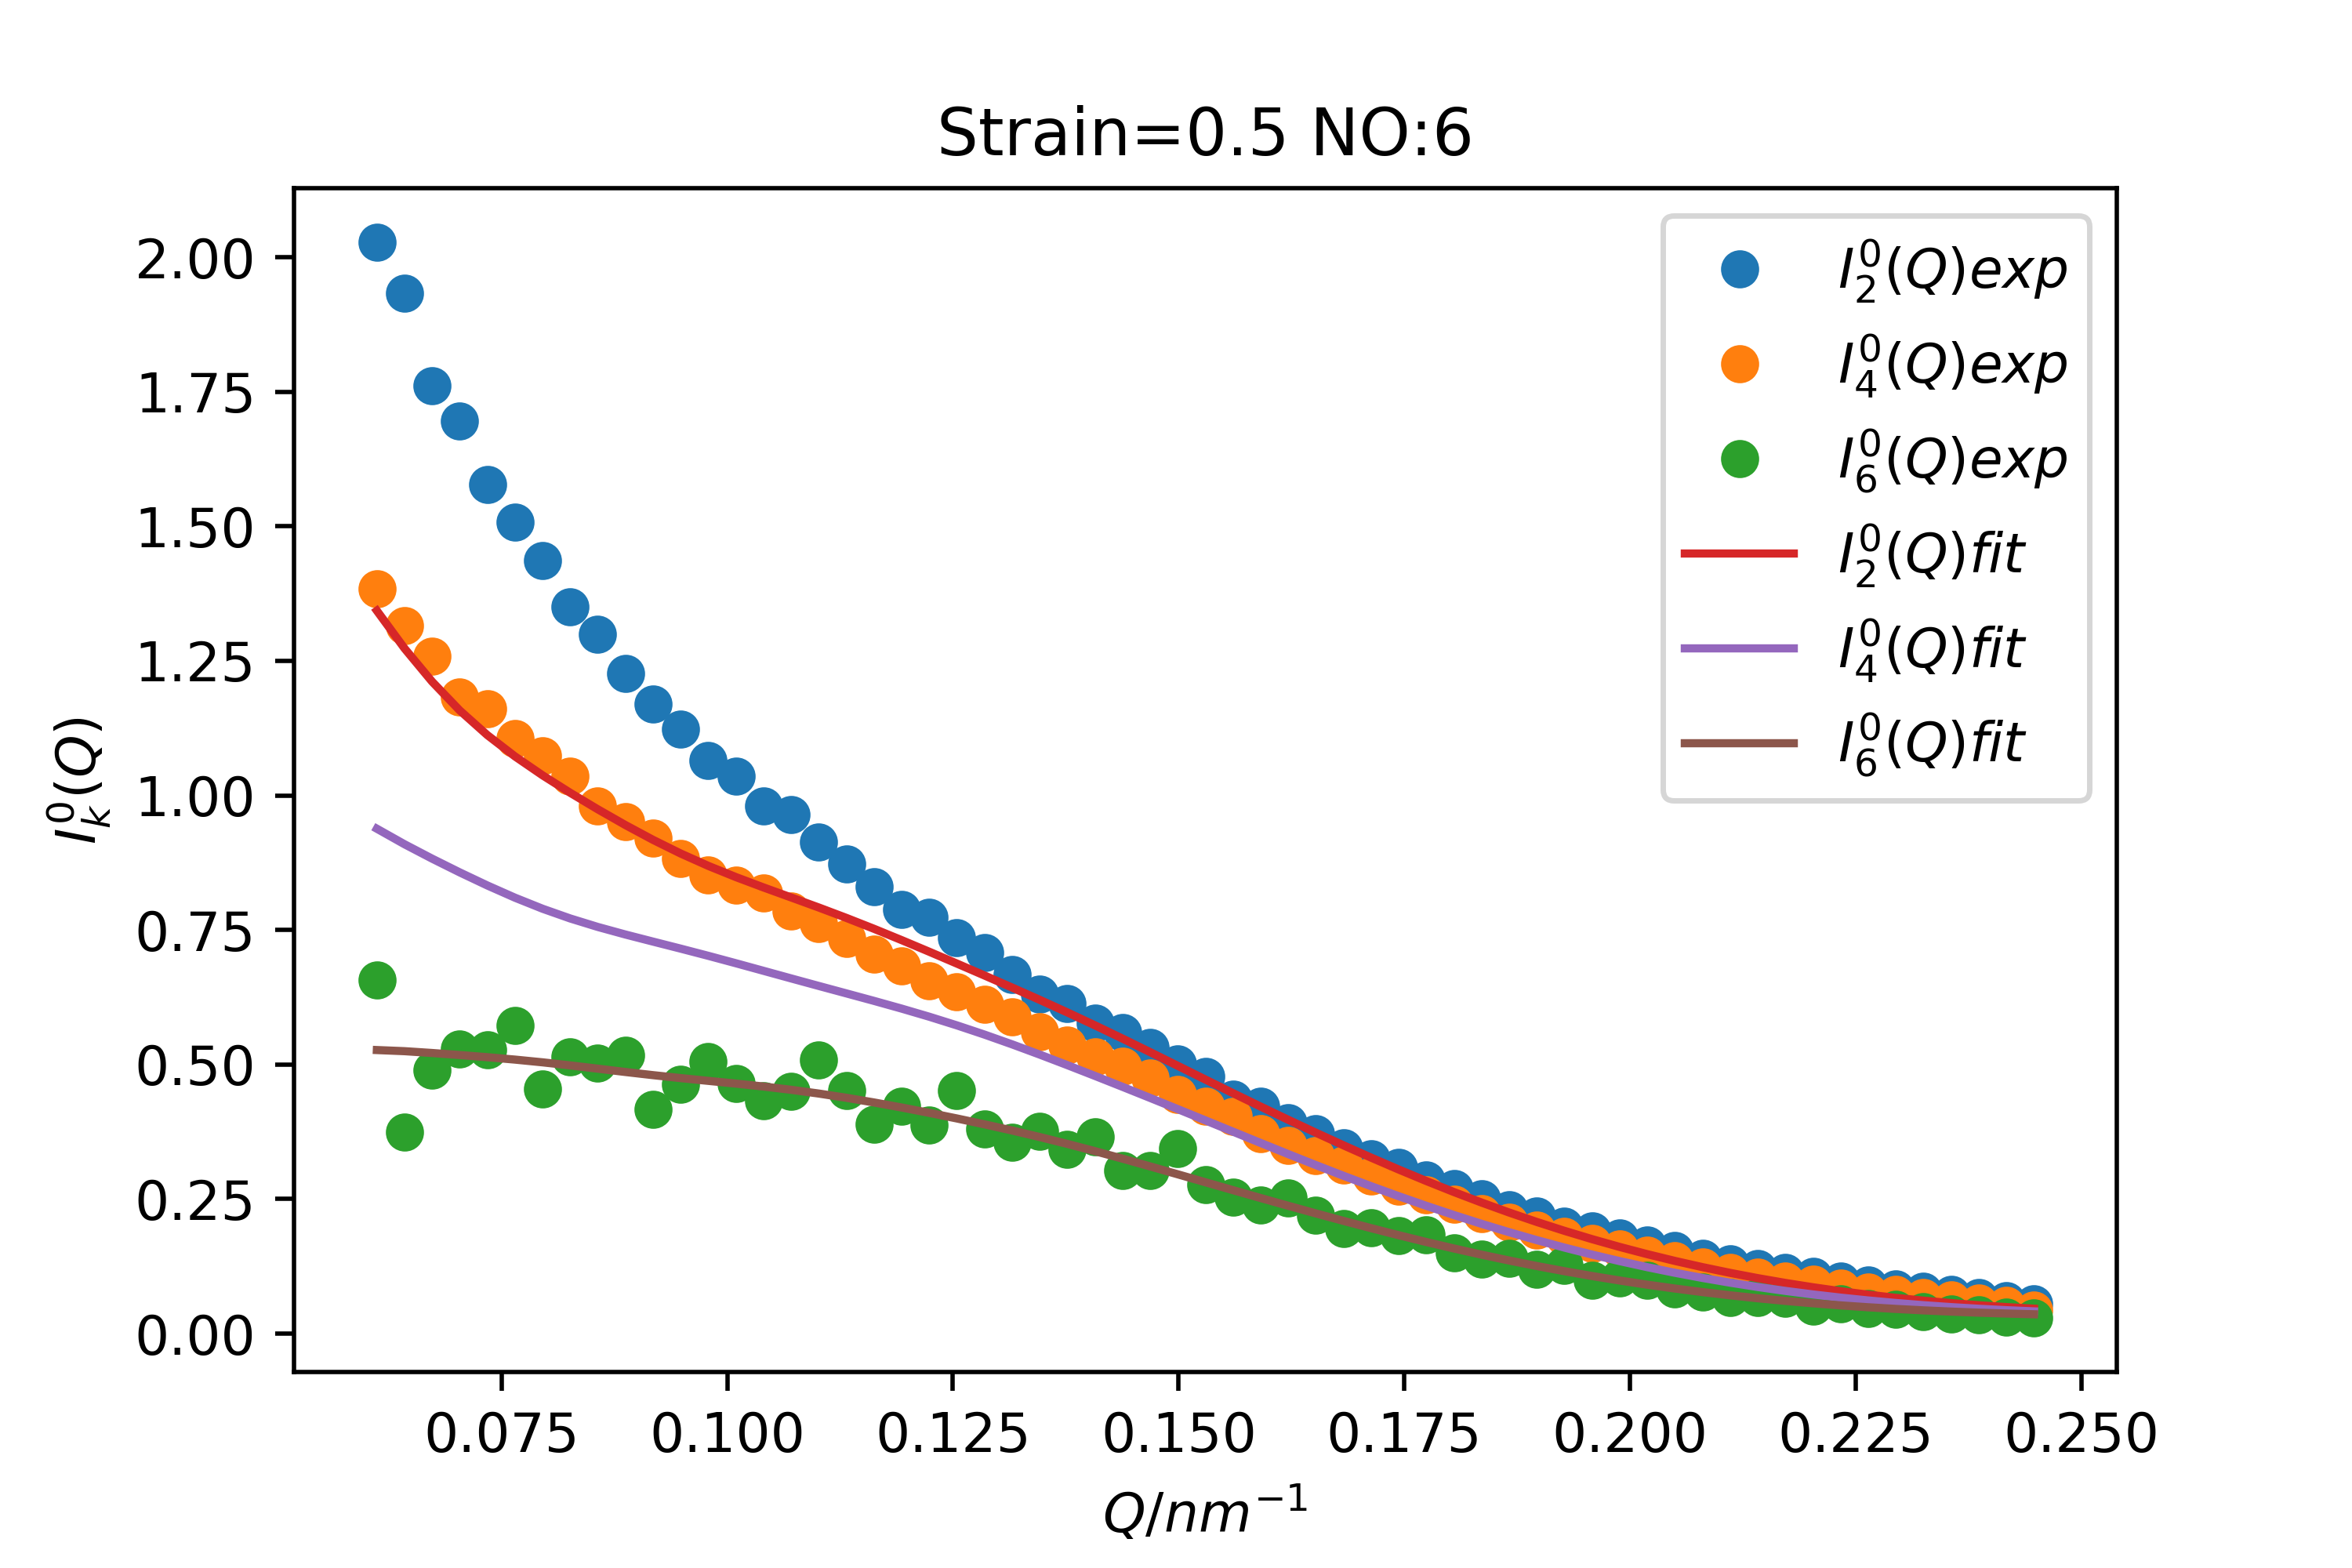 Strain=0.5 NO:6
I_2^0(Q)exp
I_4^0(Q)exp
I_6^0(Q)exp
I_2^0(Q)fit
I_4^0(Q)fit
I_6^0(Q)fit
I_k^0(Q)
2.00
1.75
1.50
1.25
1.00
0.75
0.50
0.25
0.00
0.075 0.100 0.125 0.150 0.175 0.200 0.225 0.250
Q/nm^{-1}